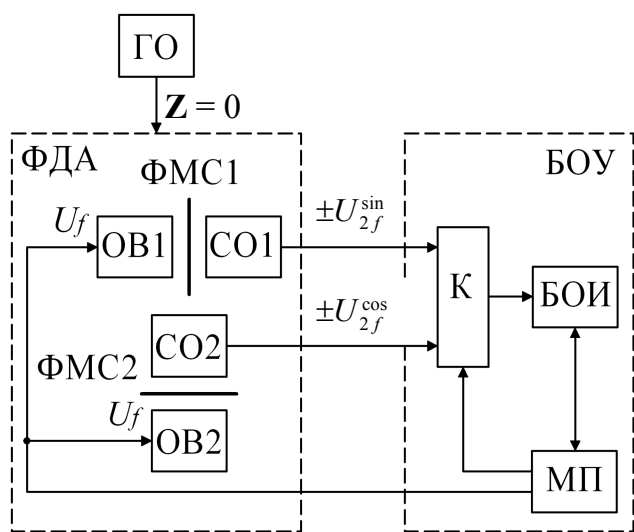 ГО
Z = 0
ФДА
БОУ
ФМС1
U_f
ОВ1
СО1
±U_{2f}^{sin}
К
БОИ
±U_{2f}^{cos}
СО2
ФМС2
U_f
ОВ2
МП